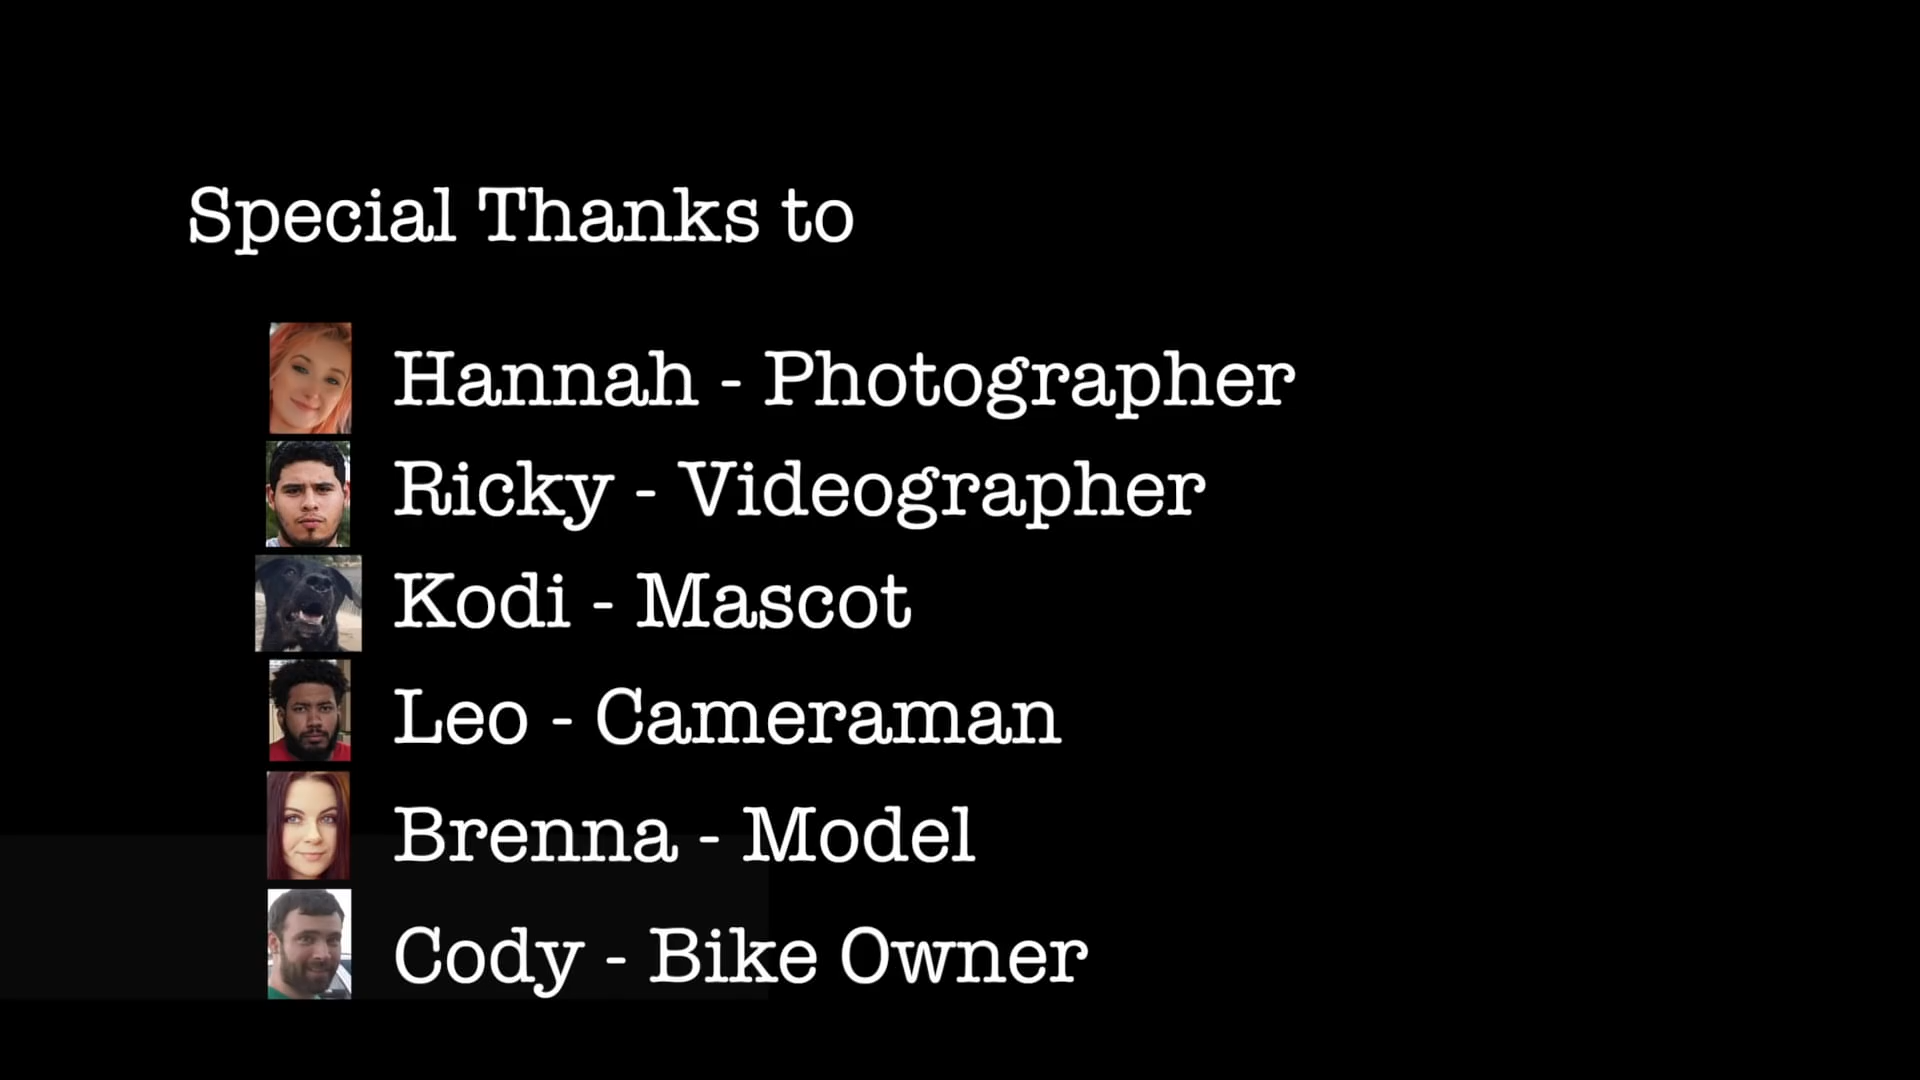 Special Thanks to
Hannah - Photographer
Ricky - Videographer
Kodi - Mascot
Leo - Cameraman
Brenna - Model
Cody - Bike Owner